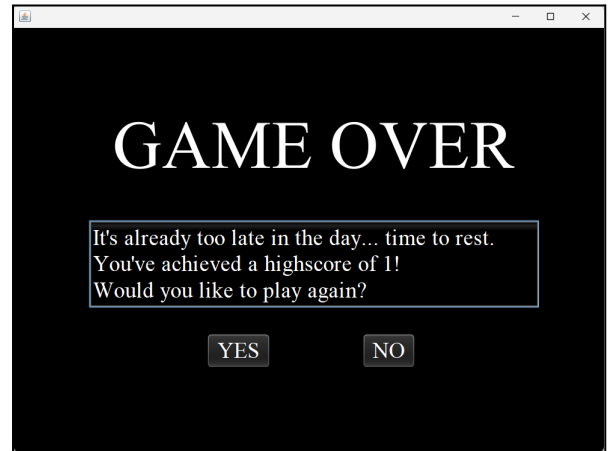 GAME OVER
It's already too late in the day... time to rest.
You've achieved a highscore of 1!
Would you like to play again?
YES
NO